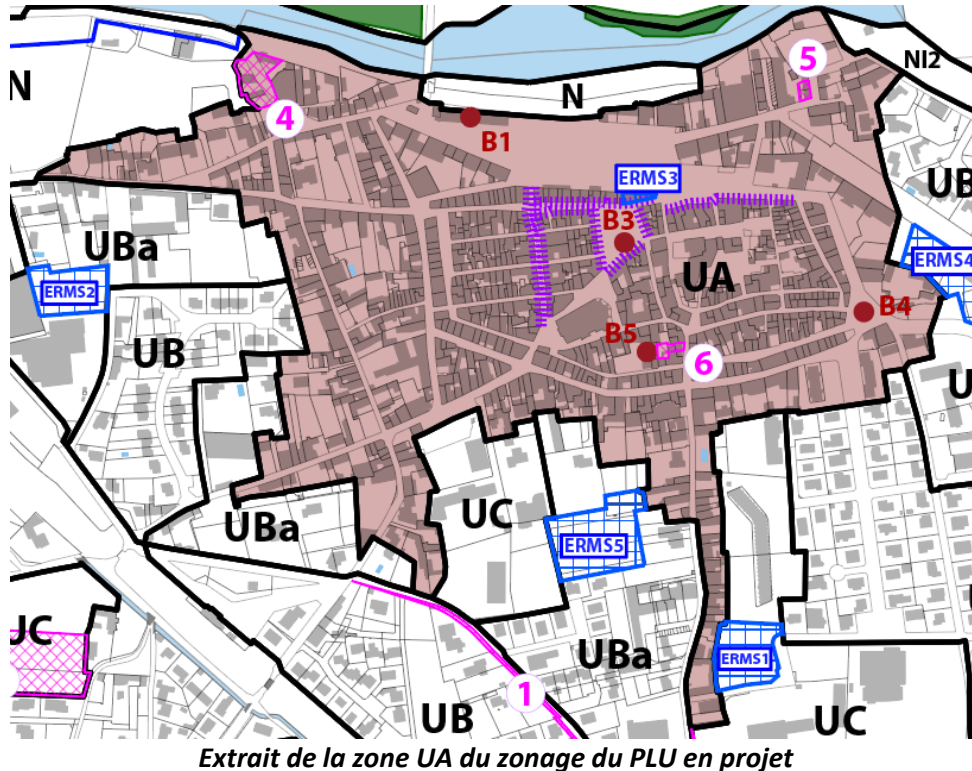 5
NI2
N
N
4
B1
UB
ERMS3
B3
UBa
UA
ERMS4
ERMS2
B4
UB
B5
6
U
UC
UBa
ERMS5
UC
UBa
ERMS1
1
UB
UC
Extrait de la zone UA du zonage du PLU en projet